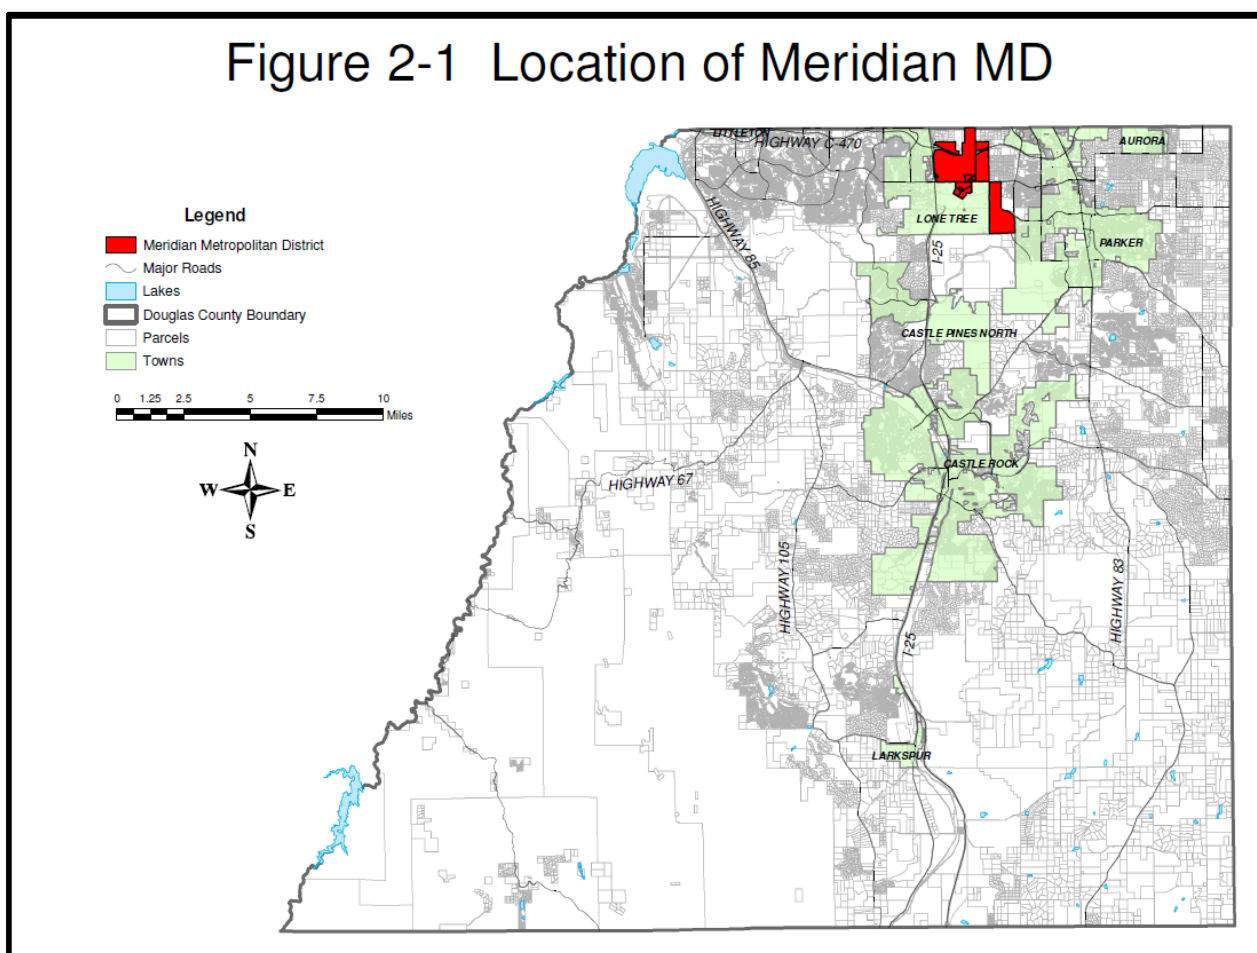 Figure 2-1 Location of Meridian MD
LITTLETON
HIGHWAY C-470
AURORA
Legend
Meridian Metropolitan District
Major Roads
Lakes
Douglas County Boundary
Parcels
Towns
0 1.25 2.5 5 7.5 10
Miles
N
W E
S
HIGHWAY 85
LONE TREE
I-25
PARKER
CASTLE PINES NORTH
CASTLE ROCK
HIGHWAY 67
HIGHWAY 105
HIGHWAY 83
I-25
LARKSPUR